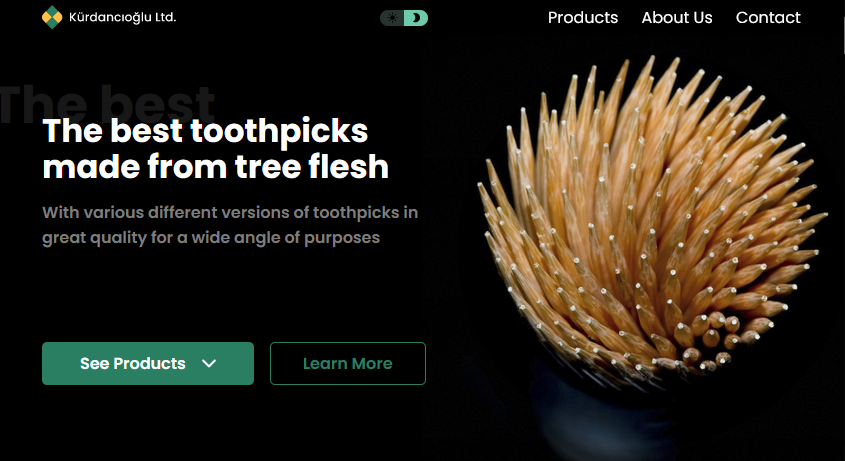 Kürdancıoğlu Ltd.
Products About Us Contact
The best
The best toothpicks
made from tree flesh
With various different versions of toothpicks in
great quality for a wide angle of purposes
See Products
Learn More